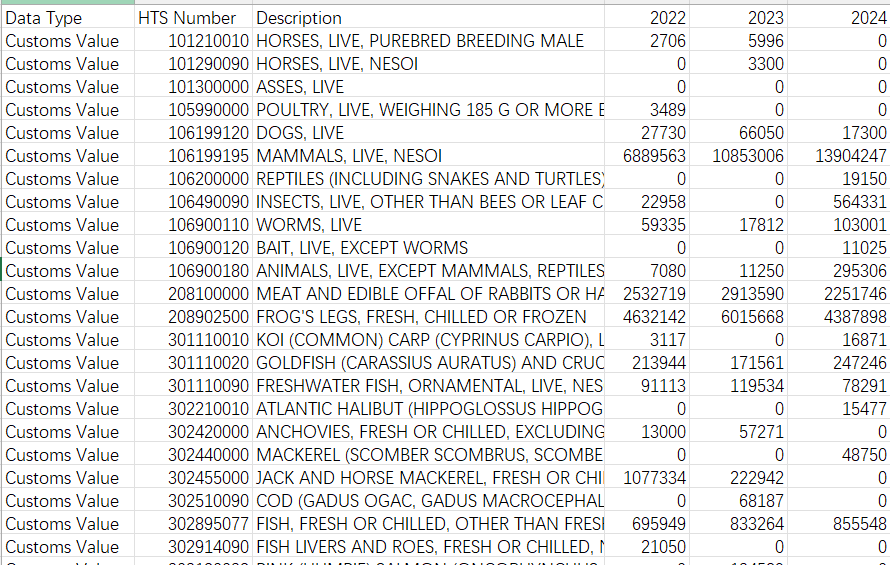 Data Type HTS Number Description 2022 2023 2024
Customs Value 101210010 HORSES, LIVE, PUREBRED BREEDING MALE 2706 5996 0
Customs Value 101290090 HORSES, LIVE, NESOI 0 3300 0
Customs Value 101300000 ASSES, LIVE 0 0 0
Customs Value 105990000 POULTRY, LIVE, WEIGHING 185 G OR MORE E 3489 0 0
Customs Value 106199120 DOGS, LIVE 27730 66050 17300
Customs Value 106199195 MAMMALS, LIVE, NESOI 6889563 10853006 13904247
Customs Value 106200000 REPTILES (INCLUDING SNAKES AND TURTLES) 0 0 19150
Customs Value 106490090 INSECTS, LIVE, OTHER THAN BEES OR LEAF C 22958 0 564331
Customs Value 106900110 WORMS, LIVE 59335 17812 103001
Customs Value 106900120 BAIT, LIVE, EXCEPT WORMS 0 0 11025
Customs Value 106900180 ANIMALS, LIVE, EXCEPT MAMMALS, REPTILES 7080 11250 295306
Customs Value 208100000 MEAT AND EDIBLE OFFAL OF RABBITS OR HA 2532719 2913590 2251746
Customs Value 208902500 FROG'S LEGS, FRESH, CHILLED OR FROZEN 4632142 6015668 4387898
Customs Value 301110010 KOI (COMMON) CARP (CYPRINUS CARPIO), L 3117 0 16871
Customs Value 301110020 GOLDFISH (CARASSIUS AURATUS) AND CRUC 213944 171561 247246
Customs Value 301110090 FRESHWATER FISH, ORNAMENTAL, LIVE, NES 91113 119534 78291
Customs Value 302210010 ATLANTIC HALIBUT (HIPPOGLOSSUS HIPPOG 0 0 15477
Customs Value 302420000 ANCHOVIES, FRESH OR CHILLED, EXCLUDING 13000 57271 0
Customs Value 302440000 MACKEREL (SCOMBER SCOMBRUS, SCOMBE 0 0 48750
Customs Value 302455000 JACK AND HORSE MACKEREL, FRESH OR CHI 1077334 222942 0
Customs Value 302510090 COD (GADUS OGAC, GADUS MACROCEPHAL 0 68187 0
Customs Value 302895077 FISH, FRESH OR CHILLED, OTHER THAN FRESH 695949 833264 855548
Customs Value 302914090 FISH LIVERS AND ROES, FRESH OR CHILLED, N 21050 0 0